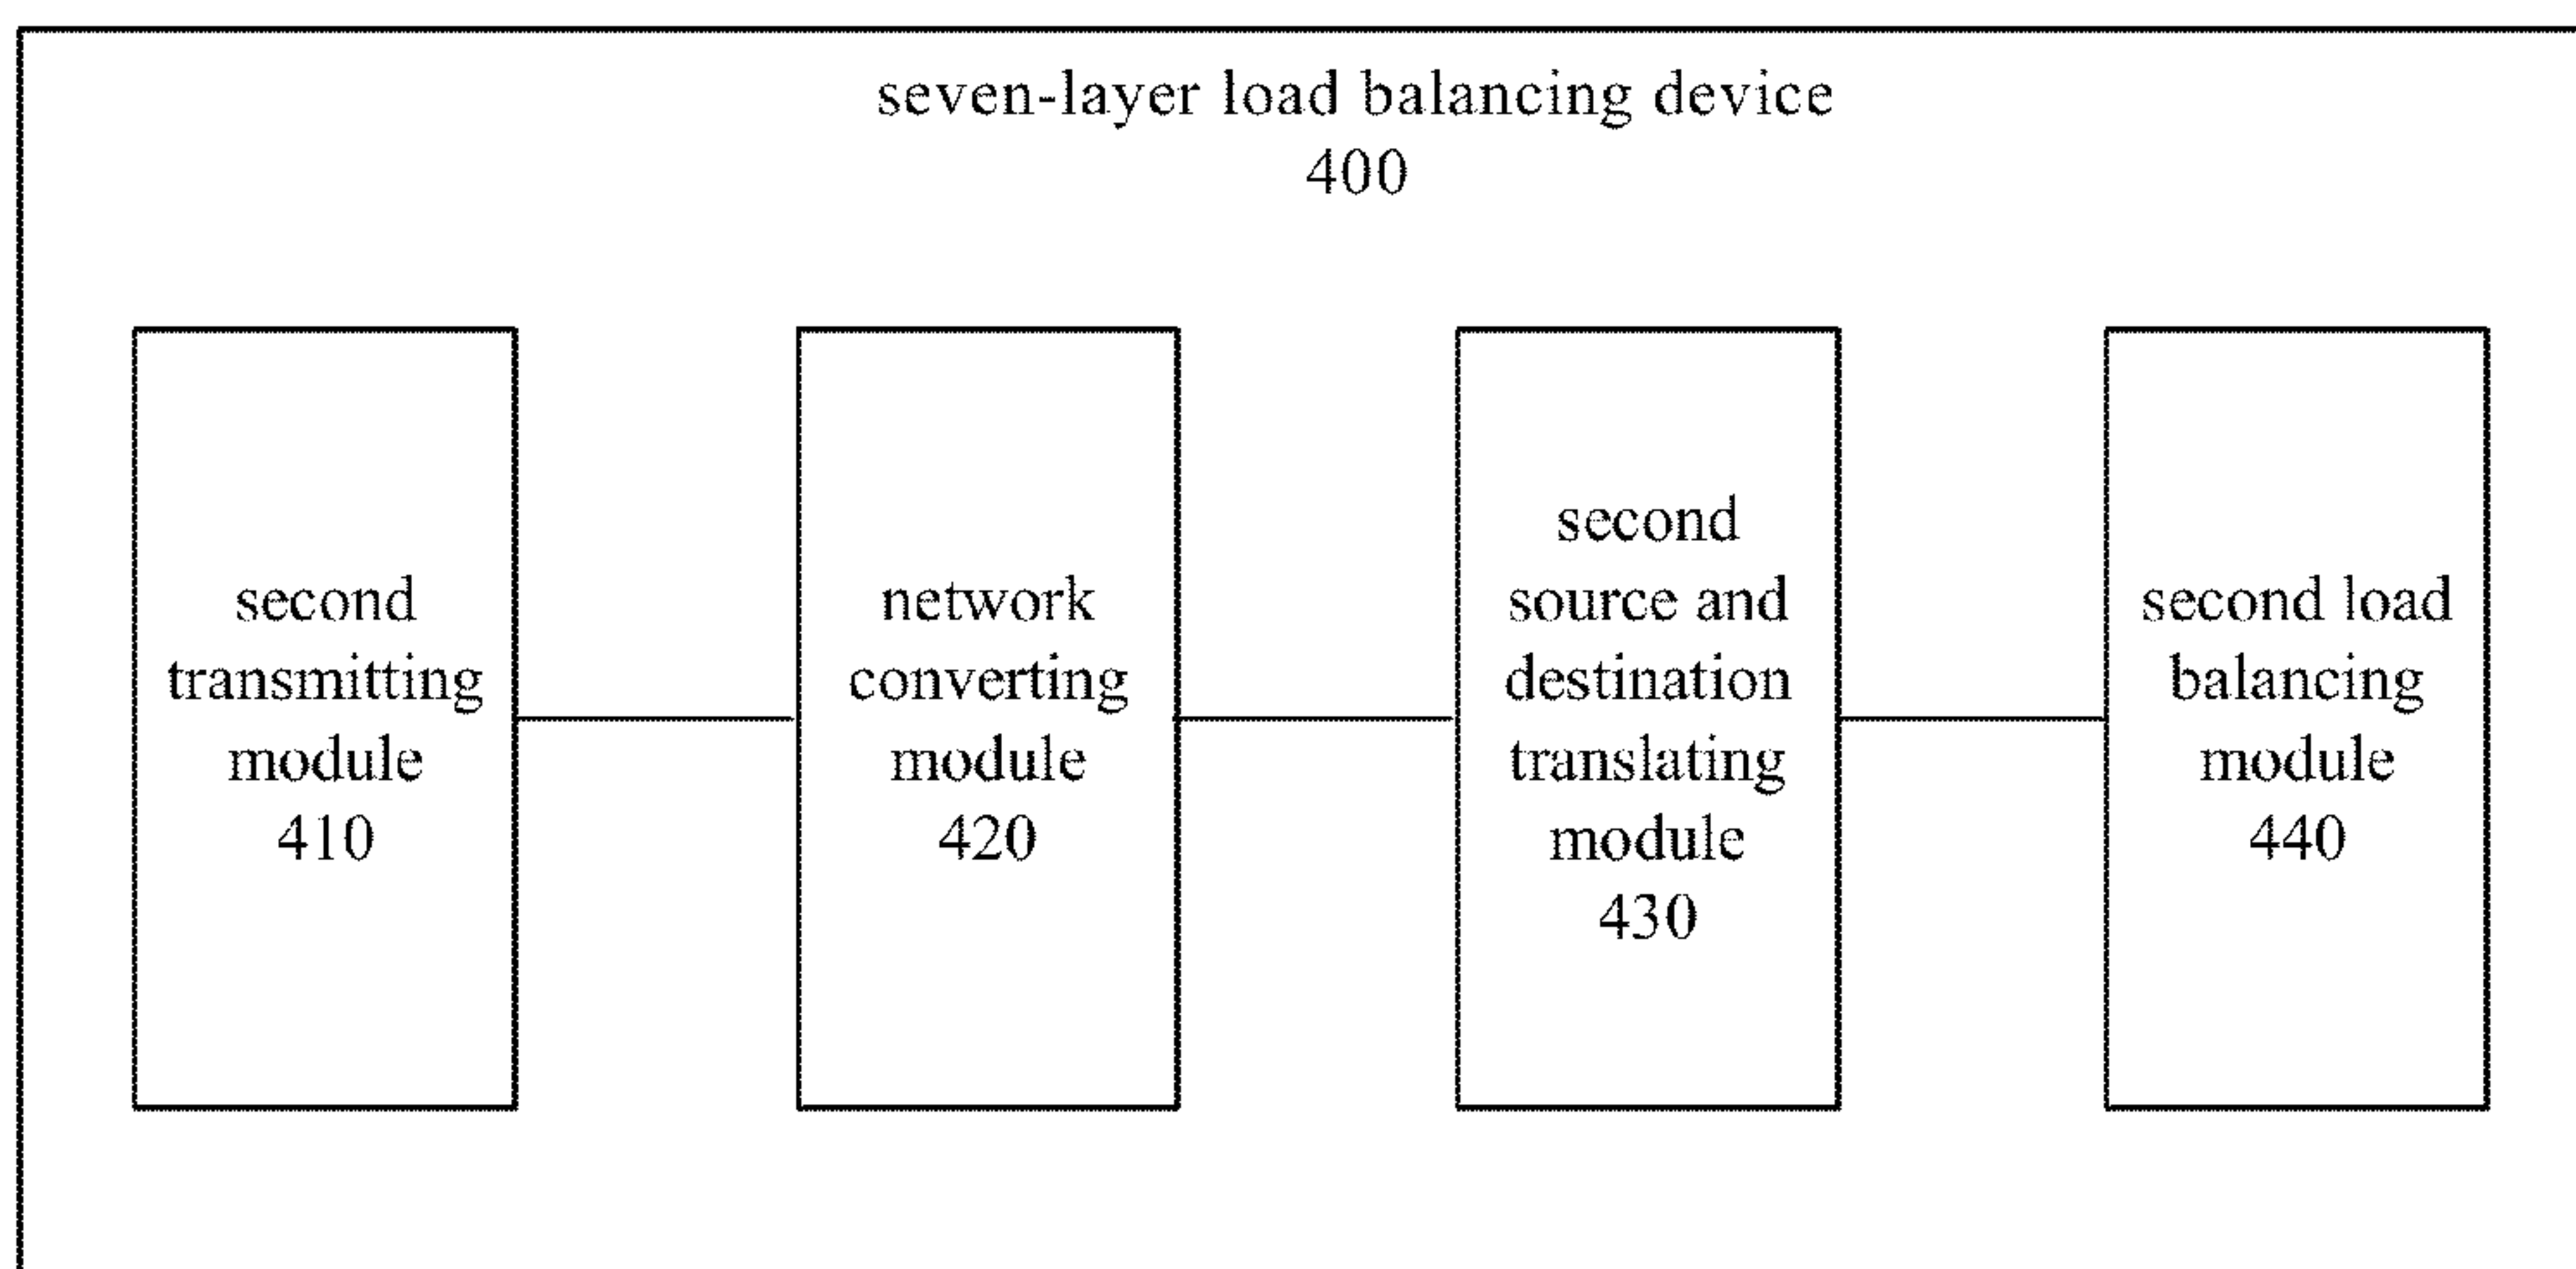 seven-layer load balancing device
400
second
transmitting
module
410
network
converting
module
420
second
source and
destination
translating
module
430
second load
balancing
module
440